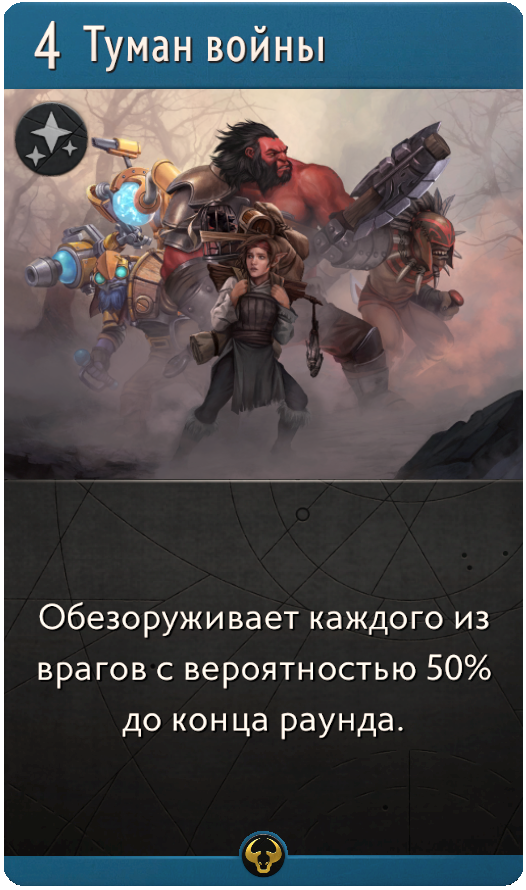 4 Туман войны
Обезоруживает каждого из
врагов с вероятностью 50%
до конца раунда.